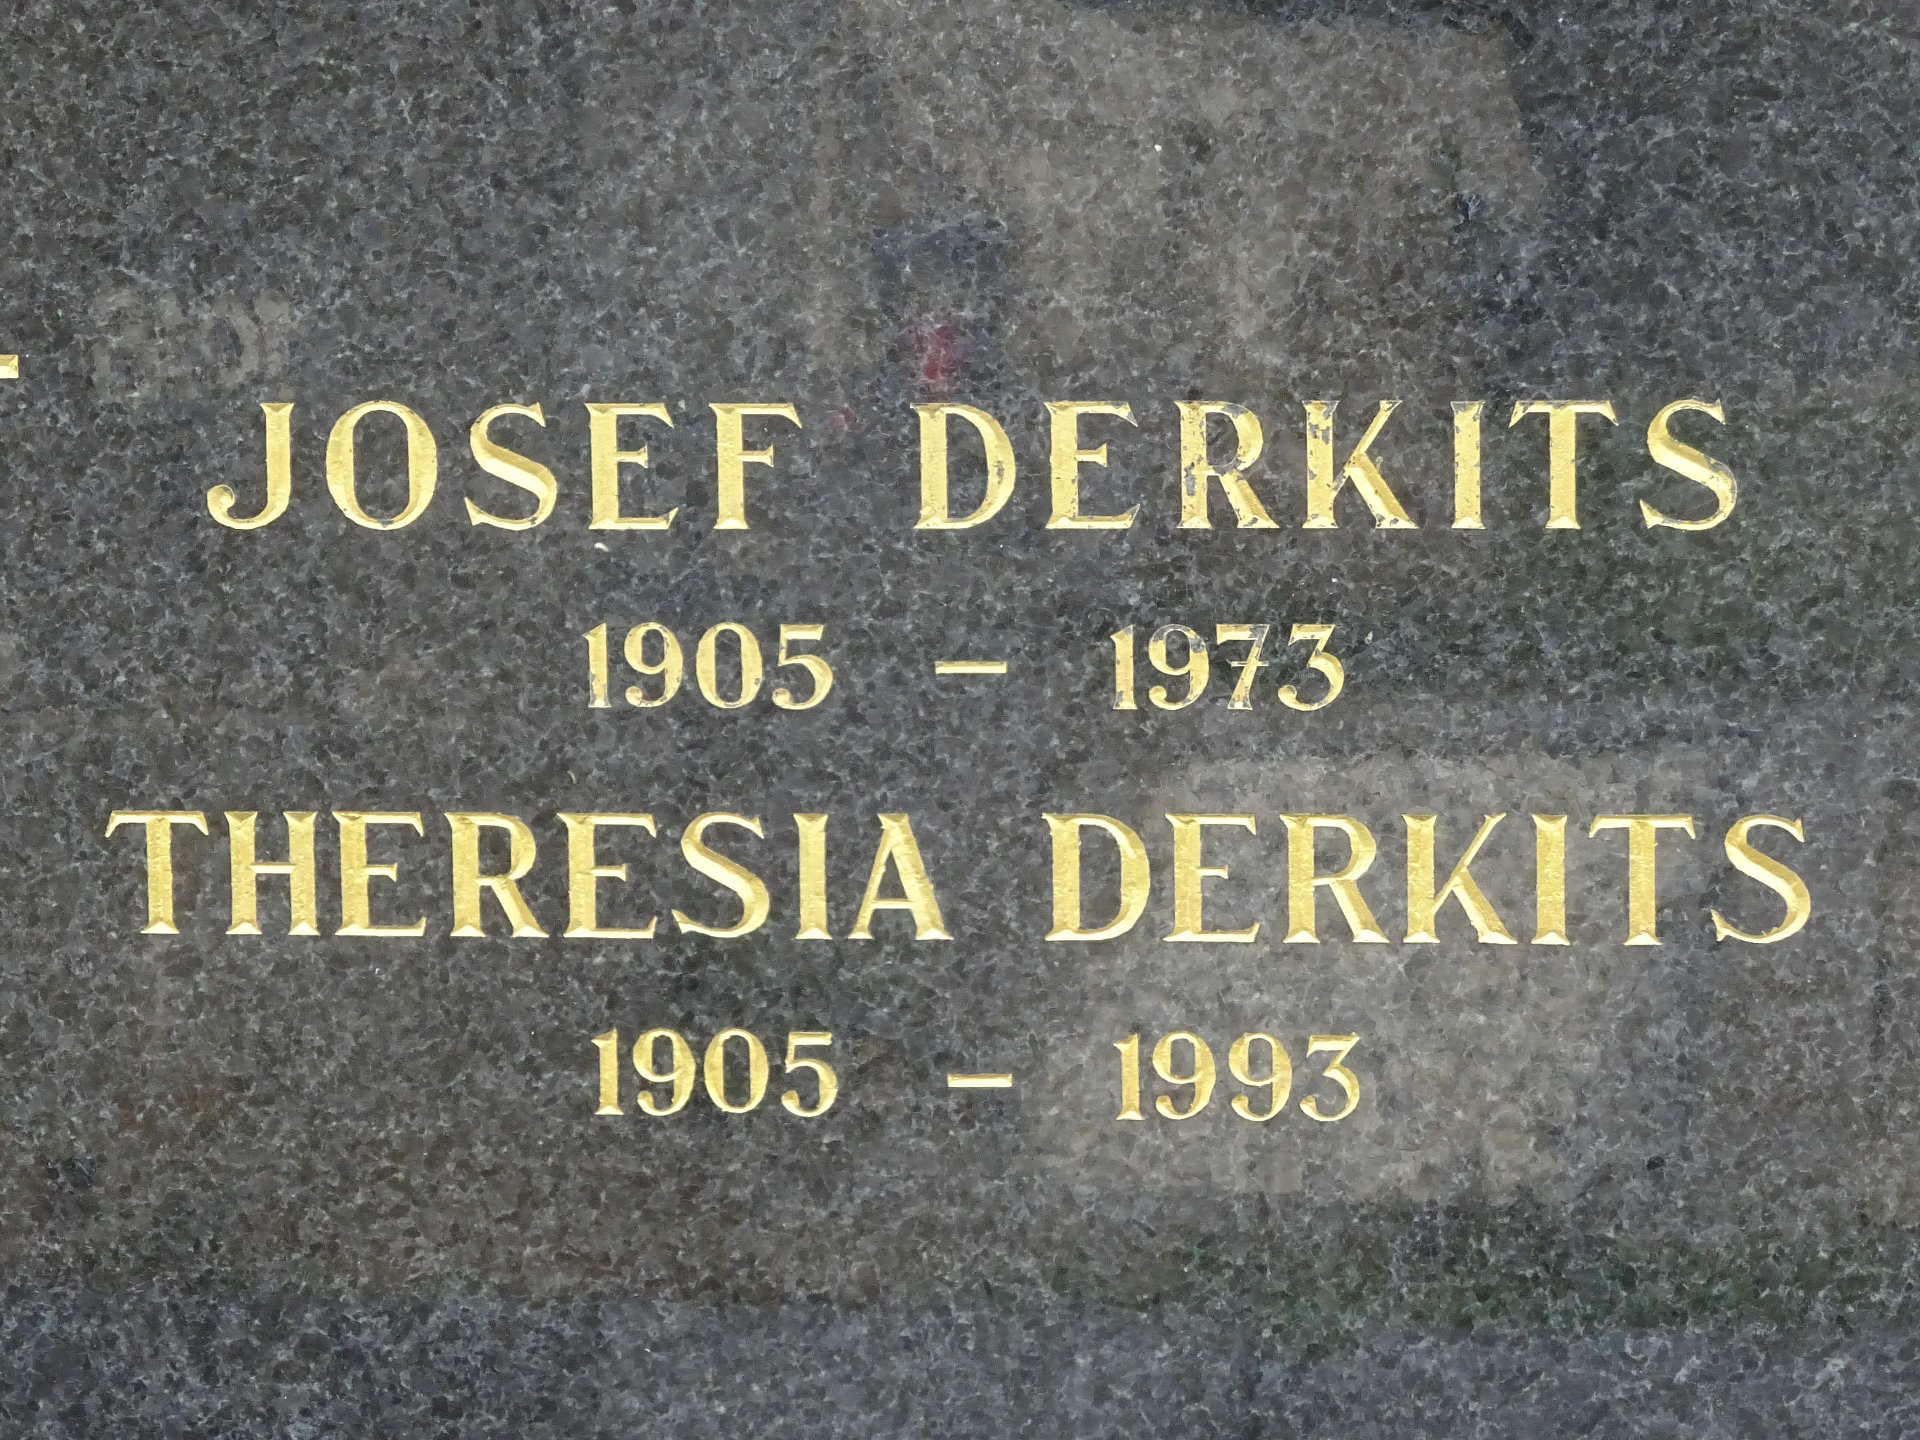 JOSEF DERKITS
1905 – 1973
THERESIA DERKITS
1905 – 1993